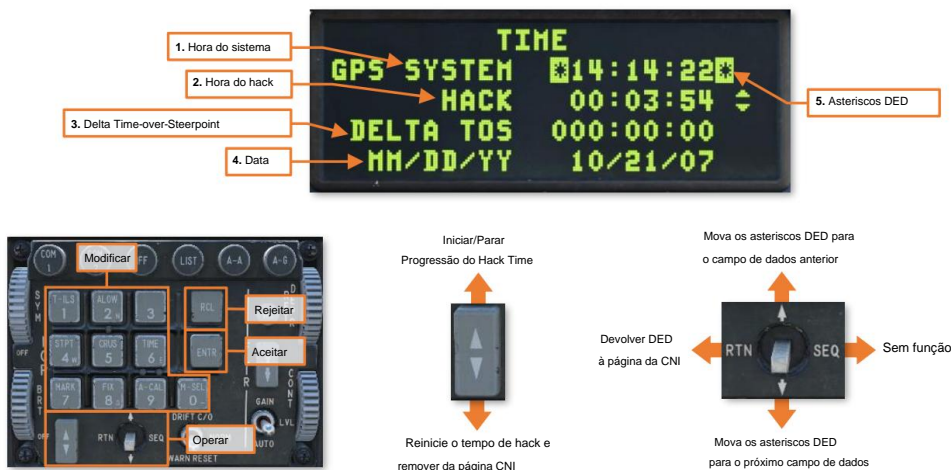 TIME
GPS SYSTEM *14:14:22*
HACK 00:03:54
DELTA TOS 000:00:00
MM/DD/YY 10/21/07
1. Hora do sistema
2. Hora do hack
3. Delta Time-over-Steerpoint
4. Data
5. Asteriscos DED
COM
1
FF
LIST
A-A
A-G
Modificar
SYM
T-ILS
1
ALOW
2 N
3
RCL
Rejeitar
STPT
4 W
CRUS
5
TIME
6 E
ENTR
Aceitar
OFF
MARK
7
FIX
8 S
A-CAL
9
M-SEL
0 -
BRT
CONT
DRIFT C/O
GAIN
LVL
AUTO
OFF
RTN
SEQ
Operar
WARN RESET
Iniciar/Parar
Progressão do Hack Time
Reinicie o tempo de hack e
remover da página CNI
Mova os asteriscos DED para
o campo de dados anterior
Devolver DED
à página da CNI
RTN
SEQ
Sem função
Mova os asteriscos DED
para o próximo campo de dados